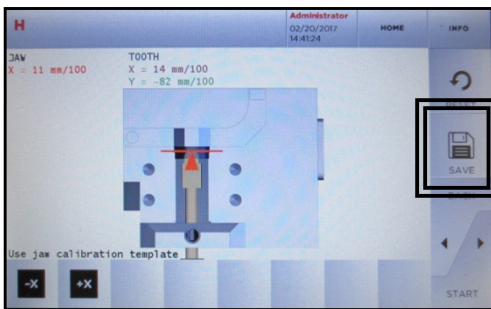 H
Administrator
02/20/2017
14:41:24
HOME
INFO
JAW
X = 11 mm/100
TOOTH
X = 14 mm/100
Y = -82 mm/100
SAVE
Use jaw calibration template
-X
+X
START